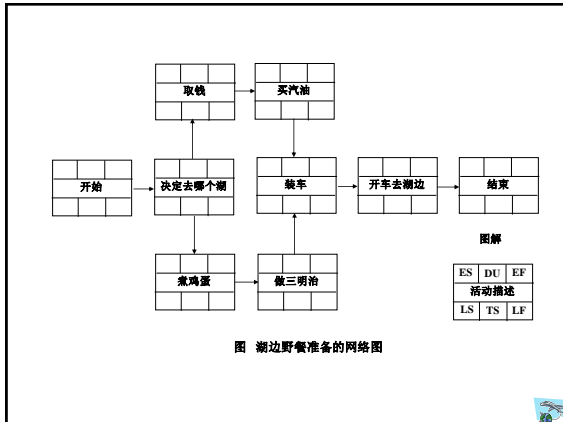 取钱
买汽油
开始
决定去哪个湖
装车
开车去湖边
结束
煮鸡蛋
做三明治
图解
ES DU EF
活动描述
LS TS LF
图 湖边野餐准备的网络图